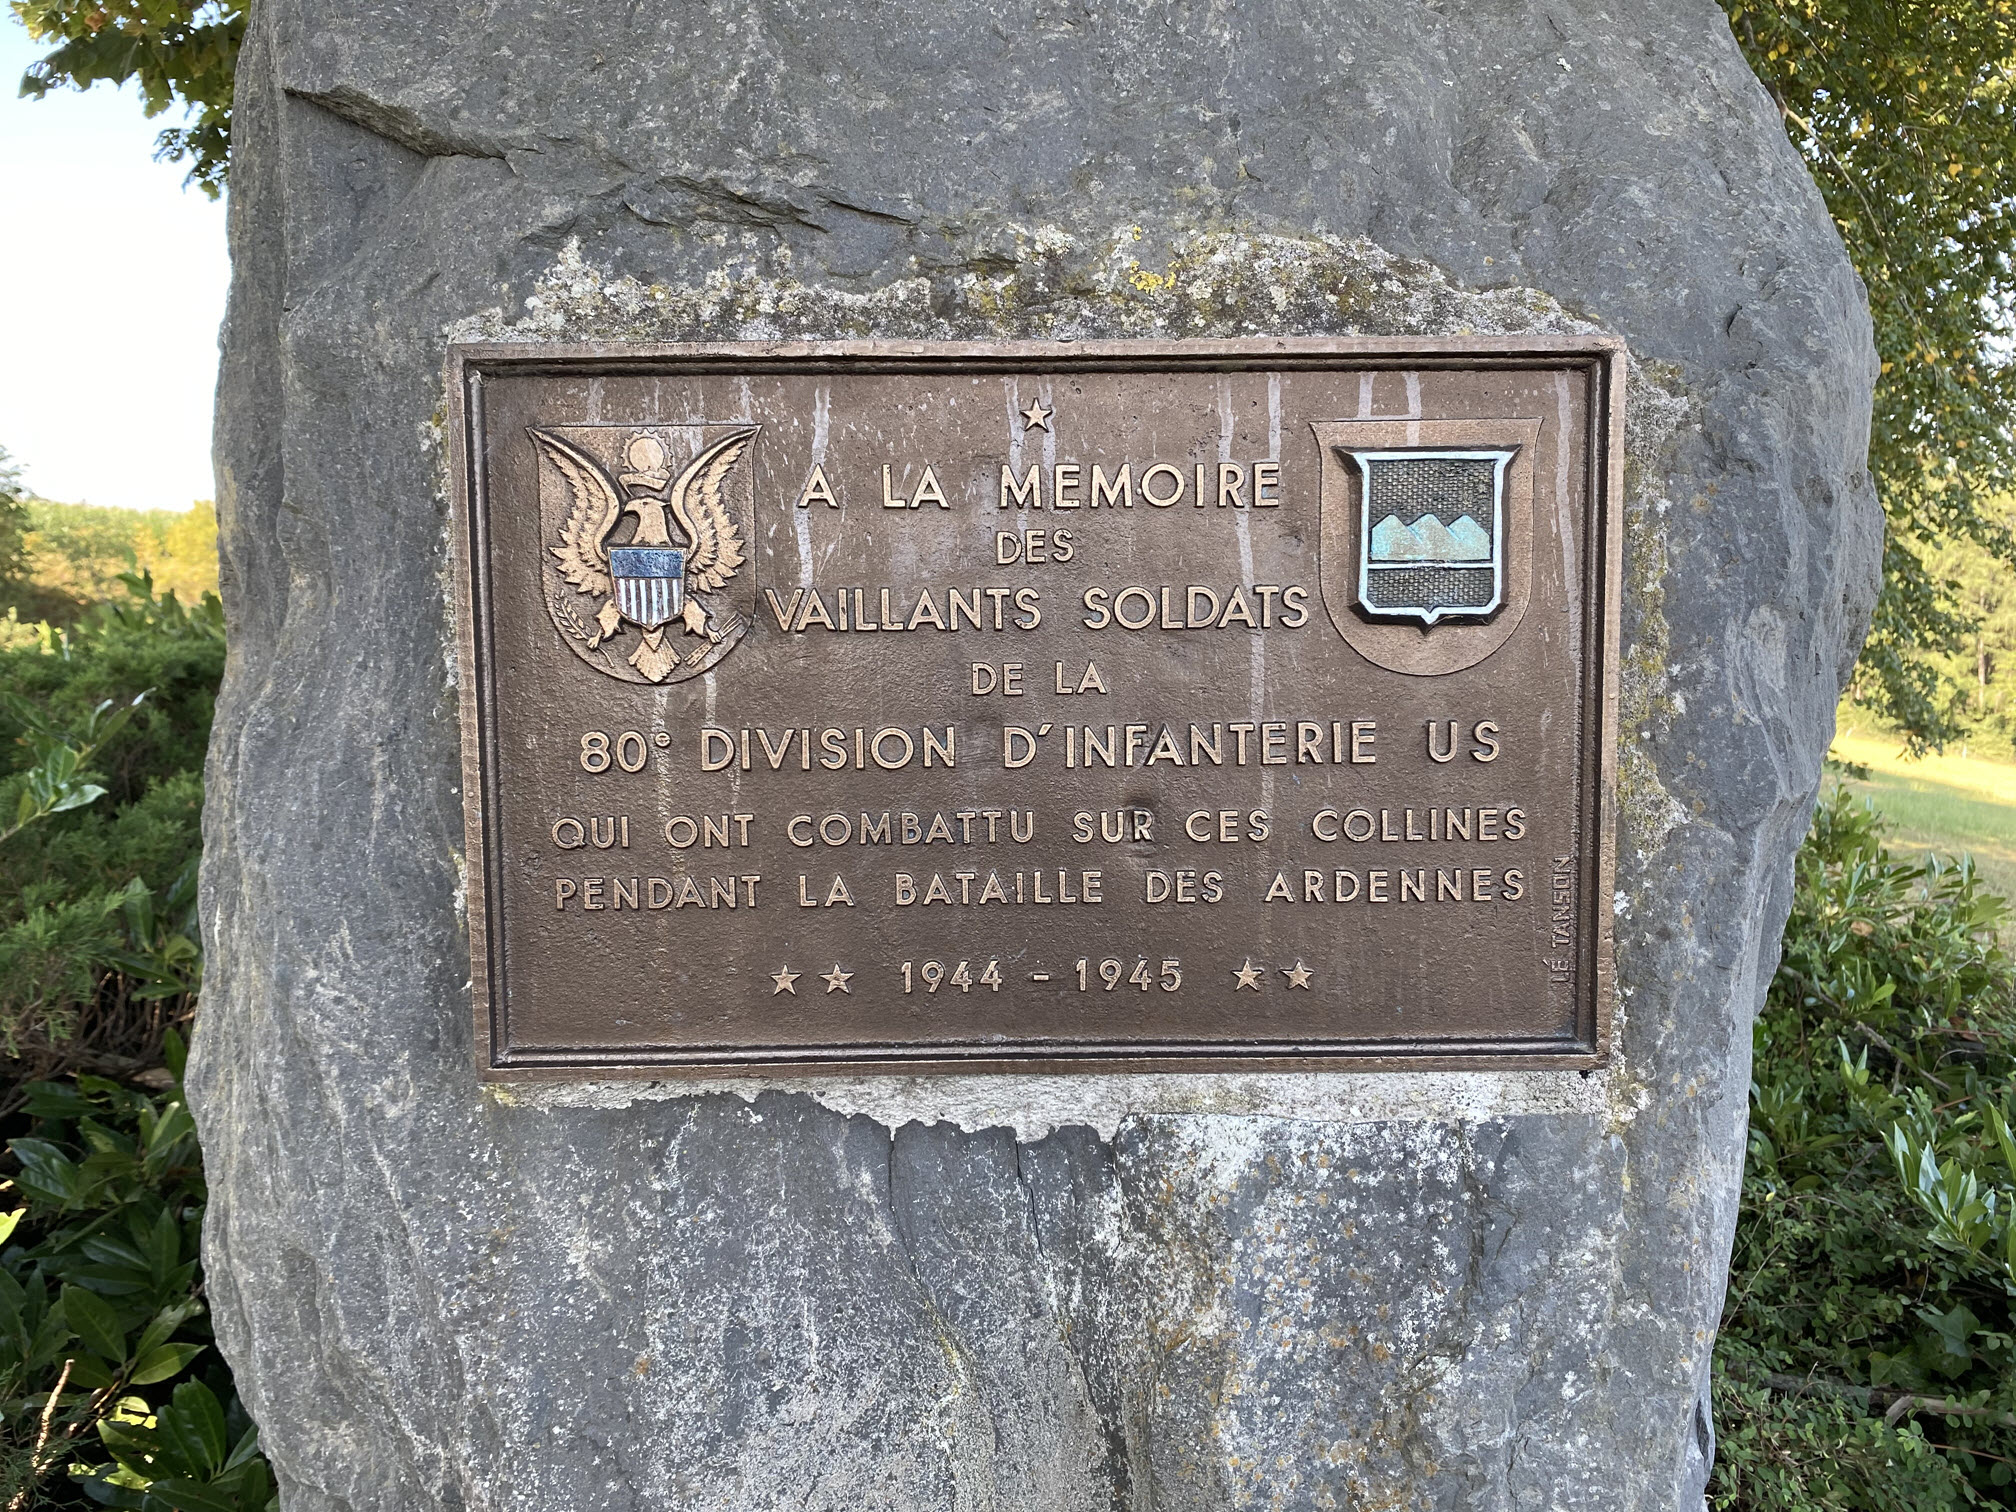 A LA MEMOIRE
DES
VAILLANTS SOLDATS
DE LA
80e DIVISION D'INFANTERIE US
QUI ONT COMBATTU SUR CES COLLINES
PENDANT LA BATAILLE DES ARDENNES
1944 - 1945
LÉ TANSON